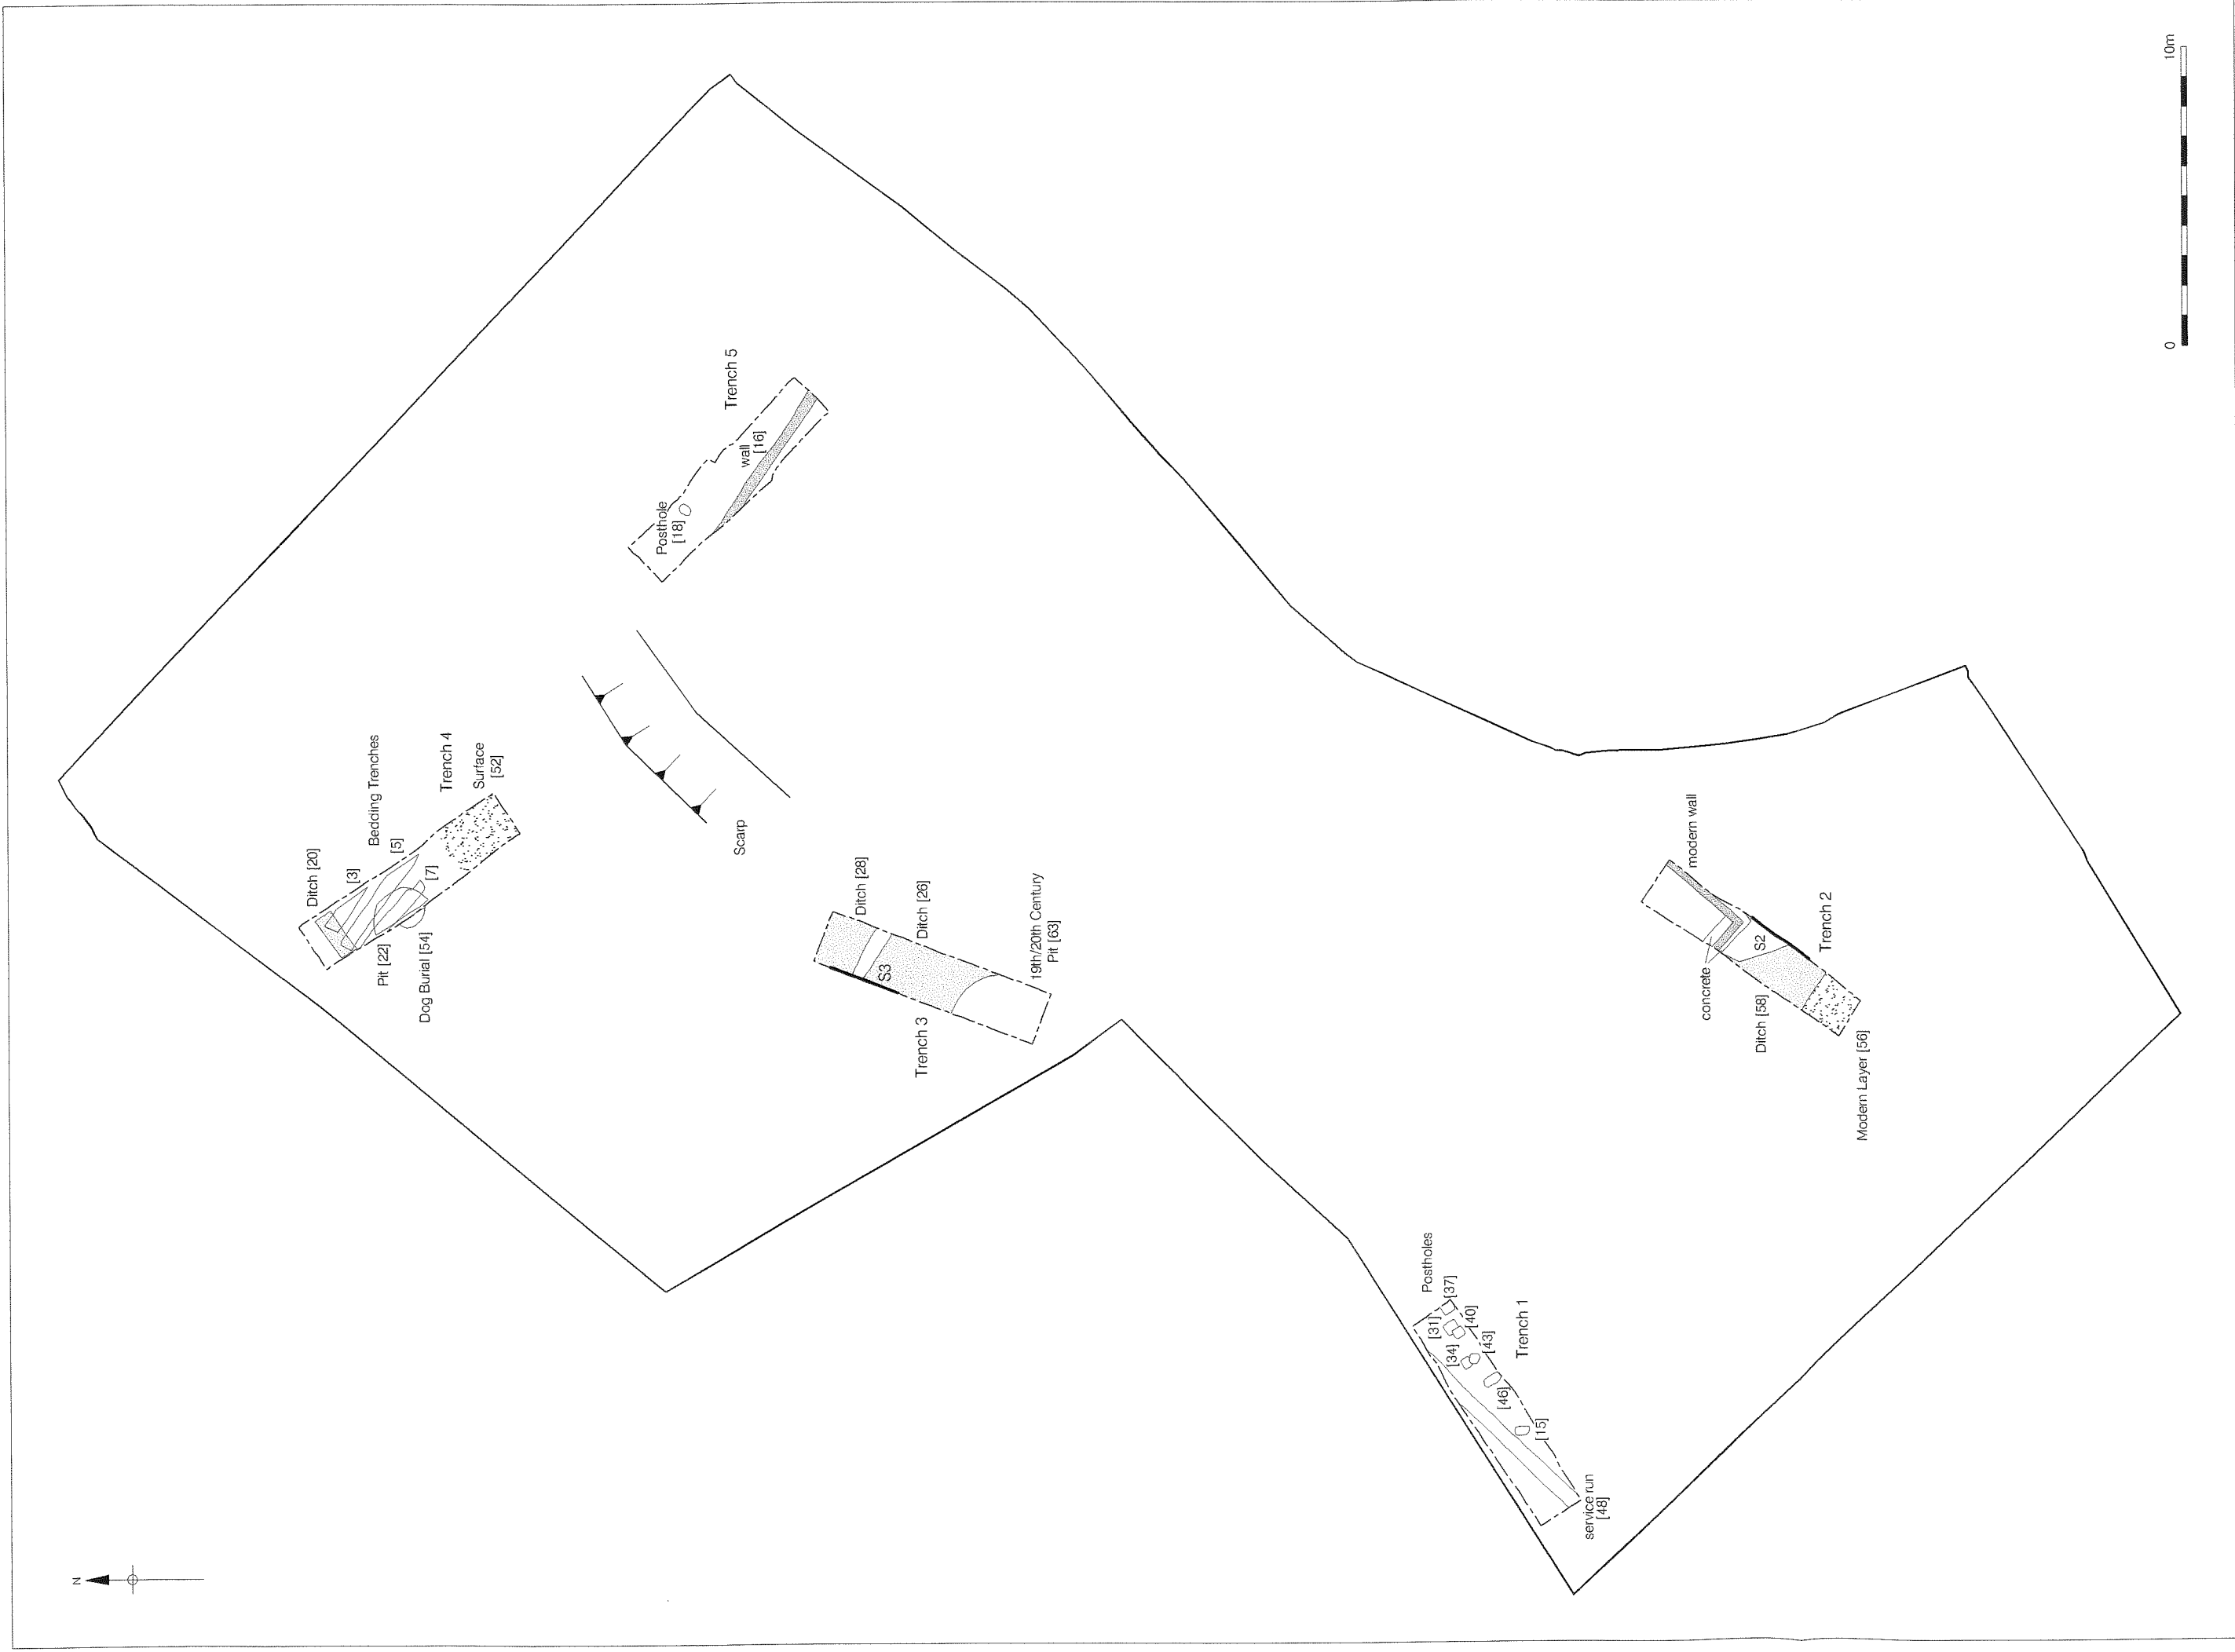 N
Ditch [20]
[3]
Bedding Trenches
[5]
[7]
Trench 4
Surface
[52]
Pit [22]
Dog Burial [54]
Trench 5
wall
[16]
Posthole
[18]
Scarp
Ditch [28]
Ditch [26]
S3
19th/20th Century
Pit [63]
Trench 3
modern wall
concrete
S2
Trench 2
Ditch [58]
Modern Layer [56]
Postholes
[37]
[31]
[40]
[34]
[43]
[46]
[15]
Trench 1
service run
[48]
0
10m